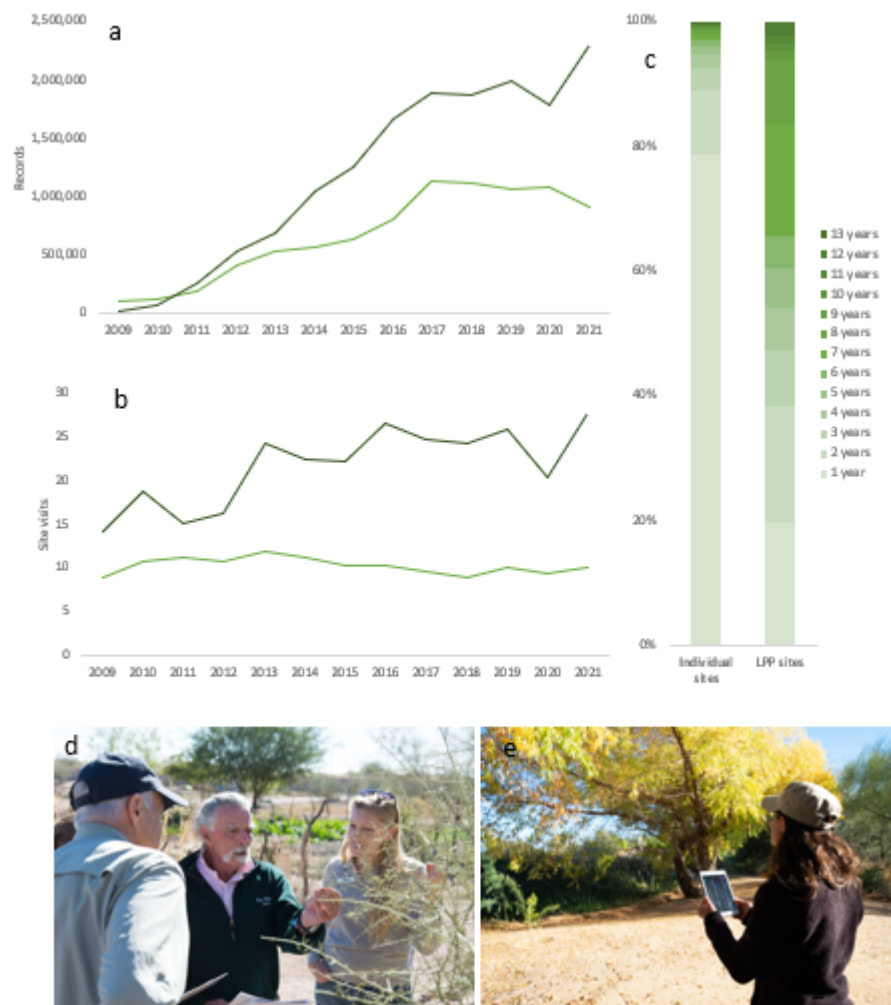 a
2,500,000
2,000,000
1,500,000
1,000,000
500,000
0
Records
2009 2010 2011 2012 2013 2014 2015 2016 2017 2018 2019 2020 2021
b
30
25
20
15
10
5
0
Site visits
2009 2010 2011 2012 2013 2014 2015 2016 2017 2018 2019 2020 2021
c
100%
80%
60%
40%
20%
0%
Individual
sites
LPP sites
13 years
12 years
11 years
10 years
9 years
8 years
7 years
6 years
5 years
4 years
3 years
2 years
1 year
d
e